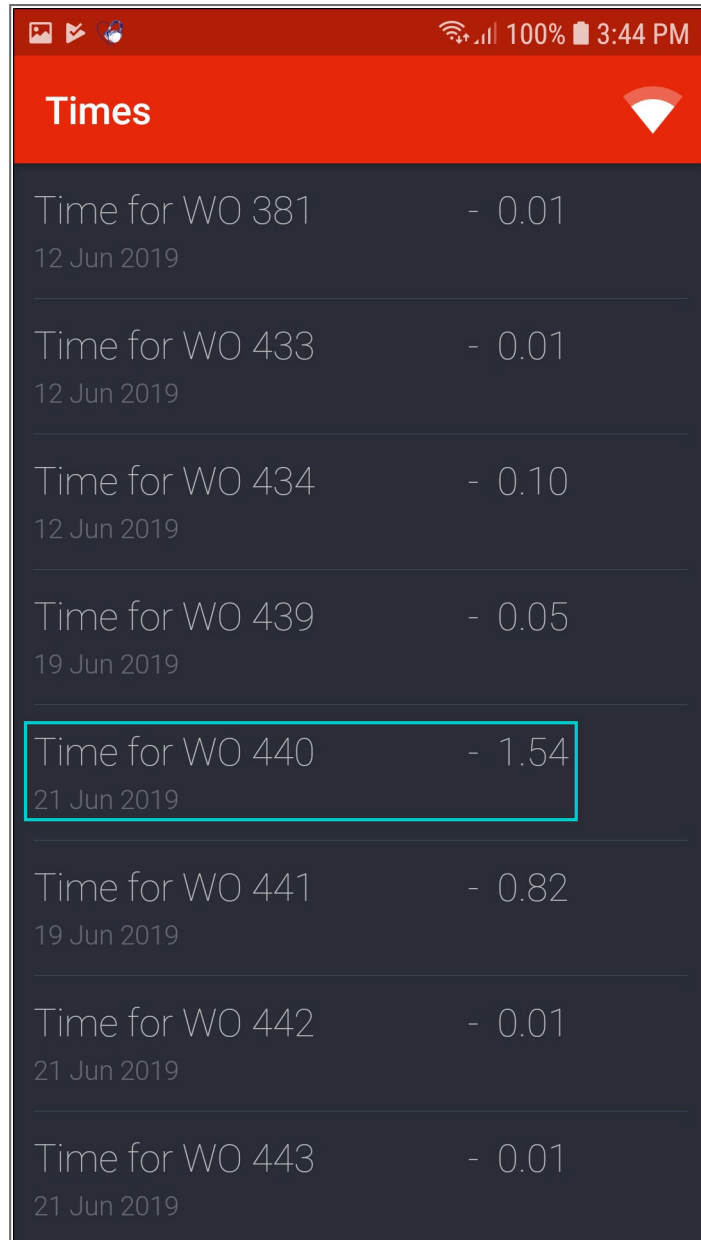 100% 3:44 PM
Times
Time for WO 381 - 0.01
12 Jun 2019
Time for WO 433 - 0.01
12 Jun 2019
Time for WO 434 - 0.10
12 Jun 2019
Time for WO 439 - 0.05
19 Jun 2019
Time for WO 440 - 1.54
21 Jun 2019
Time for WO 441 - 0.82
19 Jun 2019
Time for WO 442 - 0.01
21 Jun 2019
Time for WO 443 - 0.01
21 Jun 2019